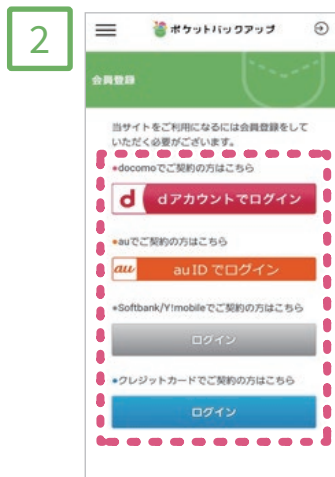 2
ポケットバックアップ
会員登録
当サイトをご利用になるには会員登録をして
いただく必要がございます。
●docomoでご契約の方はこちら
d dアカウントでログイン
●auでご契約の方はこちら
au au ID でログイン
●Softbank/Y!mobileでご契約の方はこちら
ログイン
●クレジットカードでご契約の方はこちら
ログイン